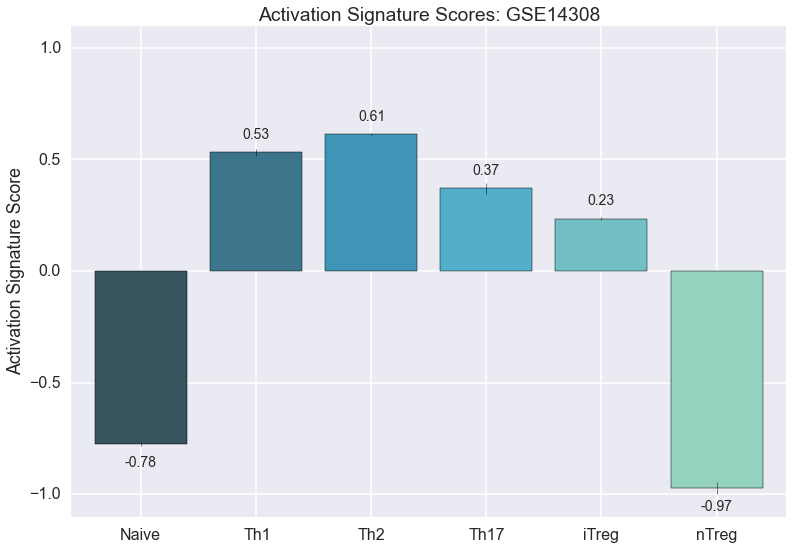 Activation Signature Scores: GSE14308
Activation Signature Score
1.0
0.5
0.0
−0.5
−1.0
-0.78
0.53
0.61
0.37
0.23
-0.97
Naive
Th1
Th2
Th17
iTreg
nTreg